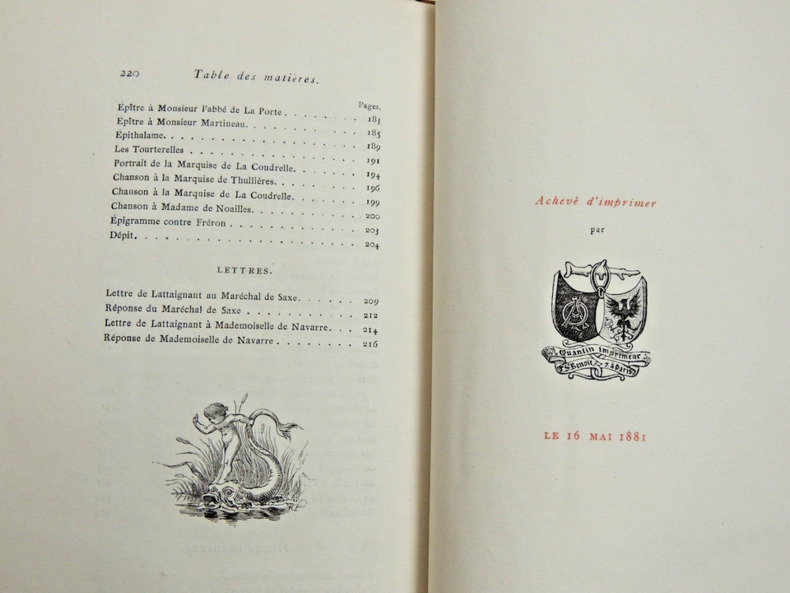 220 Table des matières.
Pages.
Épître à Monsieur l'abbé de La Porte. . . . . . . . . 183
Épître à Monsieur Martineau. . . . . . . . . . . . 185
Épithalame. . . . . . . . . . . . . . . . . . . . 189
Les Tourterelles . . . . . . . . . . . . . . . . . 191
Portrait de la Marquise de La Coudrelle. . . . . . . . 194
Chanson à la Marquise de Thullières. . . . . . . . . 196
Chanson à la Marquise de La Coudrelle. . . . . . . . 199
Chanson à Madame de Noailles. . . . . . . . . . . 200
Épigramme contre Fréron . . . . . . . . . . . . . 203
Dépit. . . . . . . . . . . . . . . . . . . . . . 204
LETTRES.
Lettre de Lattaignant au Maréchal de Saxe. . . . . . . 209
Réponse du Maréchal de Saxe . . . . . . . . . . . 212
Lettre de Lattaignant à Mademoiselle de Navarre. . . . 214
Réponse de Mademoiselle de Navarre . . . . . . . . . 216
Achevé d'imprimer
par
Quantin imprimeur
Benoit 7 à Paris
LE 16 MAI 1881